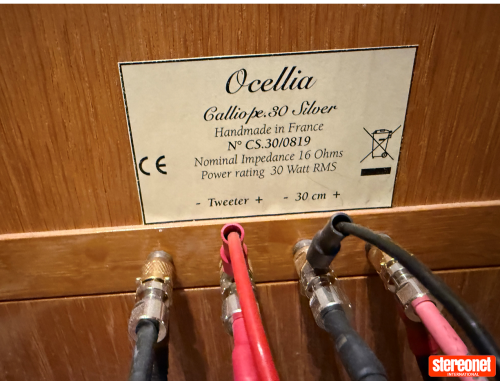 Ocellia
Calliope.30 Silver
Handmade in France
N° CS.30/0819
Nominal Impedance 16 Ohms
Power rating 30 Watt RMS
CE
- Tweeter + - 30 cm +
stereonet
INTERNATIONAL